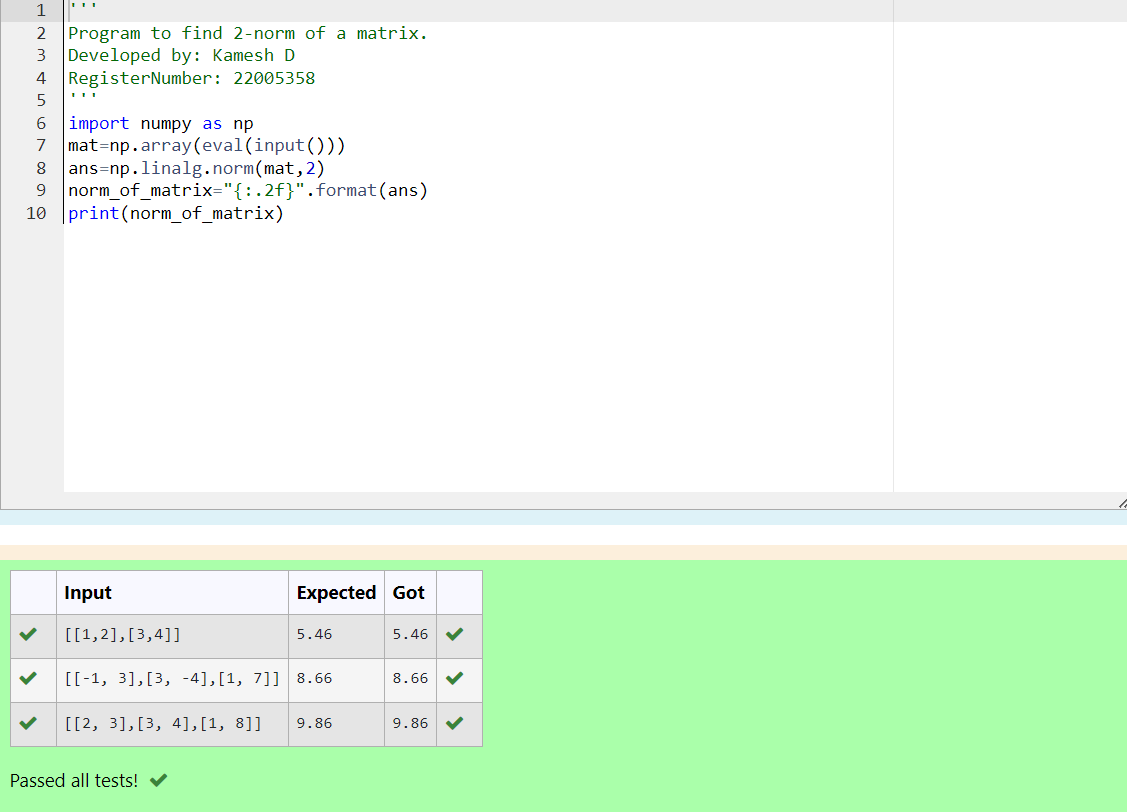 1 '''
2 Program to find 2-norm of a matrix.
3 Developed by: Kamesh D
4 RegisterNumber: 22005358
5 '''
6 import numpy as np
7 mat=np.array(eval(input()))
8 ans=np.linalg.norm(mat,2)
9 norm_of_matrix="{:.2f}".format(ans)
10 print(norm_of_matrix)
Input Expected Got
[[1,2],[3,4]] 5.46 5.46
[[-1, 3],[3, -4],[1, 7]] 8.66 8.66
[[2, 3],[3, 4],[1, 8]] 9.86 9.86
Passed all tests!